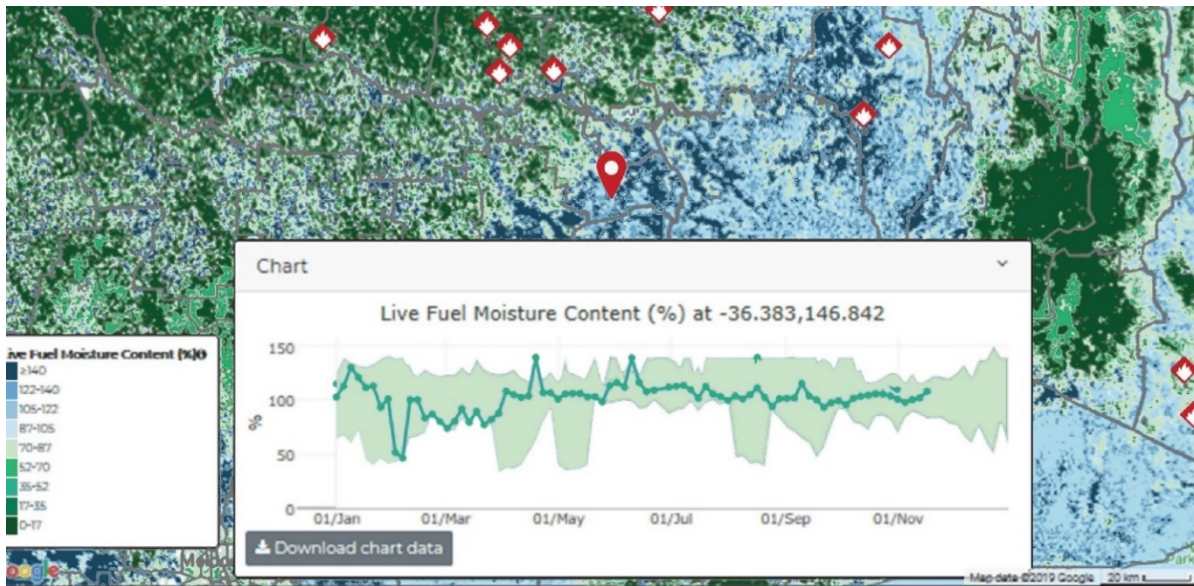 Chart
Live Fuel Moisture Content (%) at -36.383,146.842
150
100
50
0
%
01/Jan 01/Mar 01/May 01/Jul 01/Sep 01/Nov
Download chart data
ive Fuel Moisture Content (%)
≥140
122-140
105-122
87-105
70-87
52-70
35-52
17-35
0-17
oogle
Map data ©2019 Google 20 km